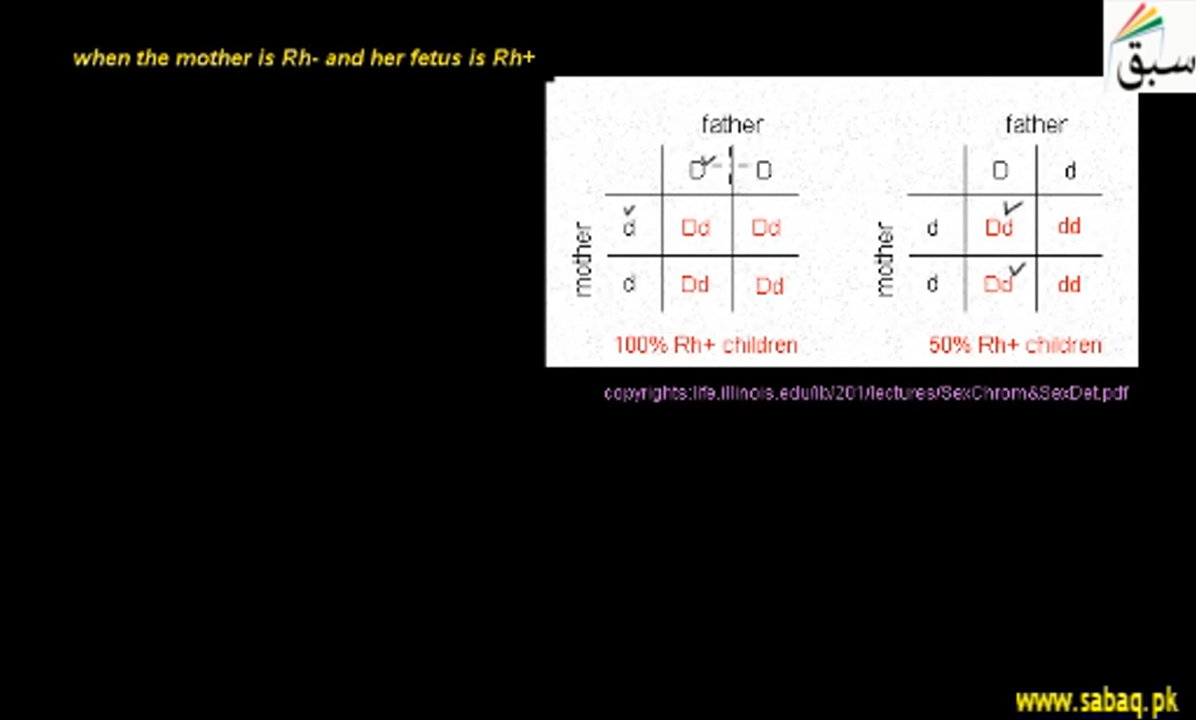 when the mother is Rh- and her fetus is Rh+
سبق
father
D D
mother
d Dd Dd
d Dd Dd
100% Rh+ children
father
D d
mother
d Dd dd
d Dd dd
50% Rh+ children
copyrights:life.illinois.edu/ib/201/lectures/SexChrom&SexDet.pdf
www.sabaq.pk